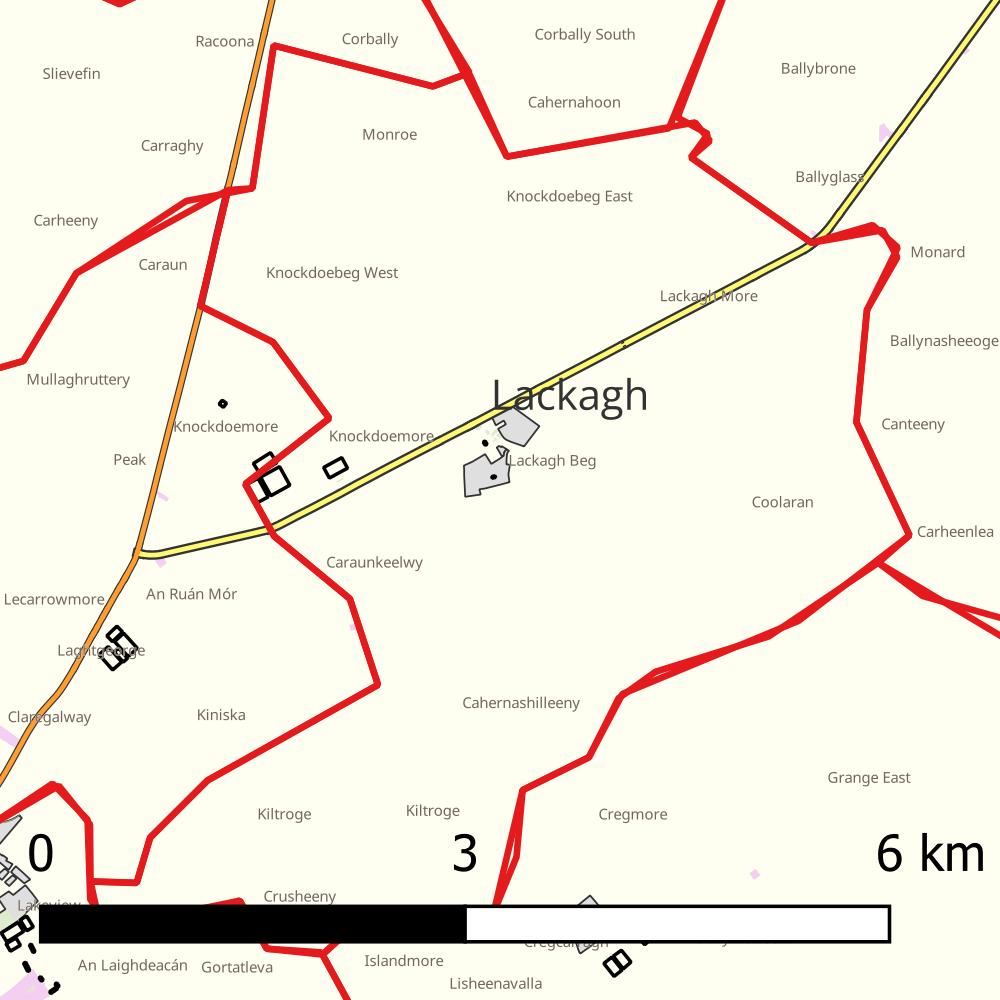 Racoona
Corbally
Corbally South
Slievefin
Ballybrone
Cahernahoon
Monroe
Carraghy
Ballyglass
Knockdoebeg East
Carheeny
Monard
Caraun
Knockdoebeg West
Lackagh More
Ballynasheeoge
Mullaghruttery
Lackagh
Knockdoemore
Knockdoemore
Canteeny
Peak
Lackagh Beg
Coolaran
Carheenlea
Caraunkeelwy
An Ruán Mór
Lecarrowmore
Laghtgeorge
Cahernashilleeny
Claregalway
Kiniska
Grange East
Kiltroge
Kiltroge
Cregmore
0
3
6 km
Crusheeny
Lakeview
Cregcarragh
Islandmore
An Laighdeacán
Gortatleva
Lisheenavalla